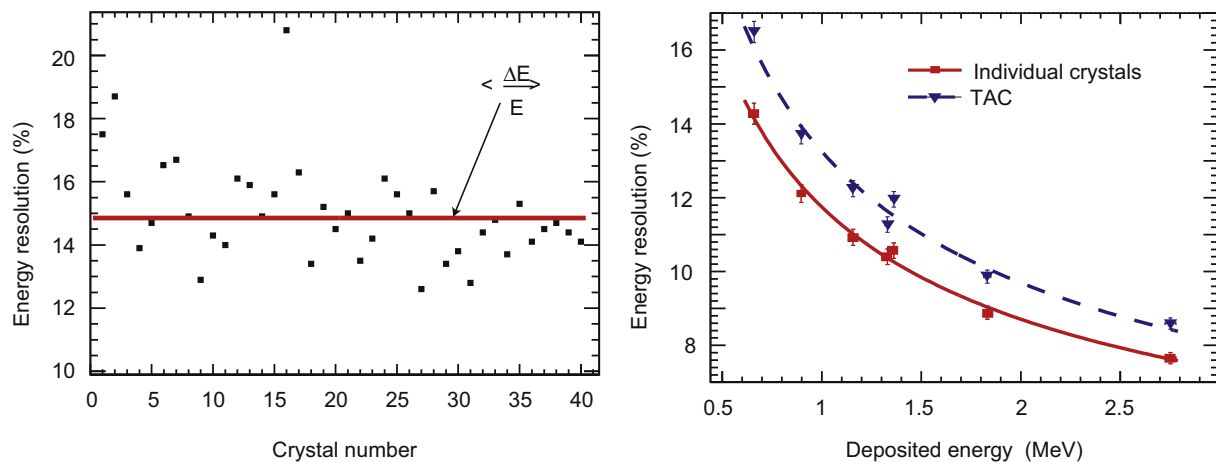 Energy resolution (%)
20
18
16
14
12
10
0 5 10 15 20 25 30 35 40
Crystal number
< ΔE >
E
Energy resolution (%)
16
14
12
10
8
0.5 1 1.5 2 2.5
Deposited energy (MeV)
Individual crystals
TAC